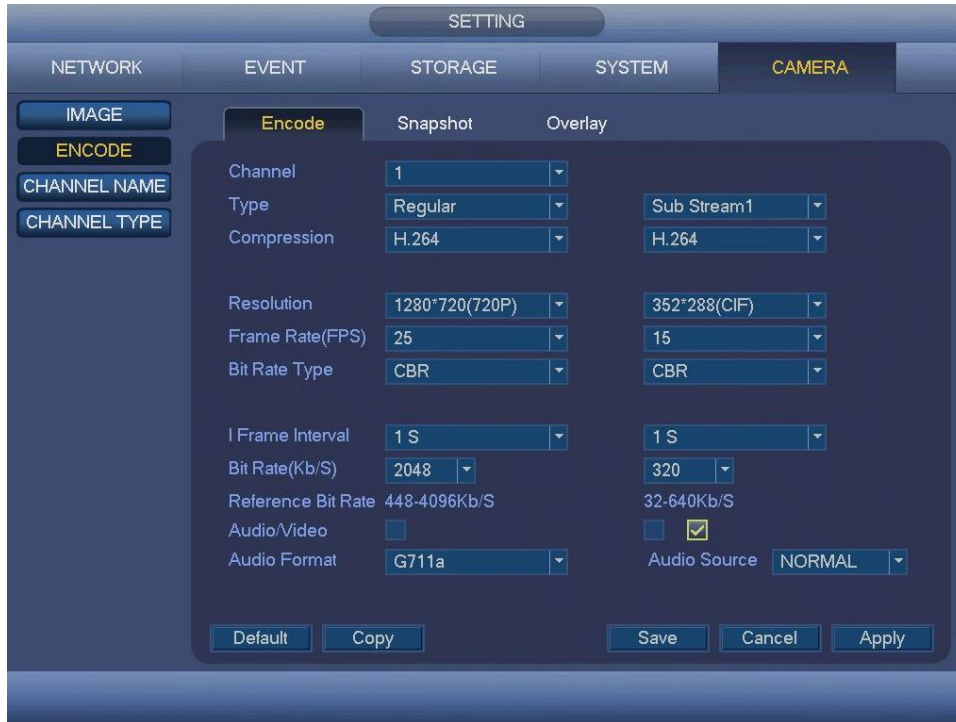 SETTING
NETWORK EVENT STORAGE SYSTEM CAMERA
IMAGE
ENCODE
CHANNEL NAME
CHANNEL TYPE
Encode Snapshot Overlay
Channel 1
Type Regular Sub Stream1
Compression H.264 H.264
Resolution 1280*720(720P) 352*288(CIF)
Frame Rate(FPS) 25 15
Bit Rate Type CBR CBR
I Frame Interval 1 S 1 S
Bit Rate(Kb/S) 2048 320
Reference Bit Rate 448-4096Kb/S 32-640Kb/S
Audio/Video
Audio Format G711a Audio Source NORMAL
Default Copy Save Cancel Apply